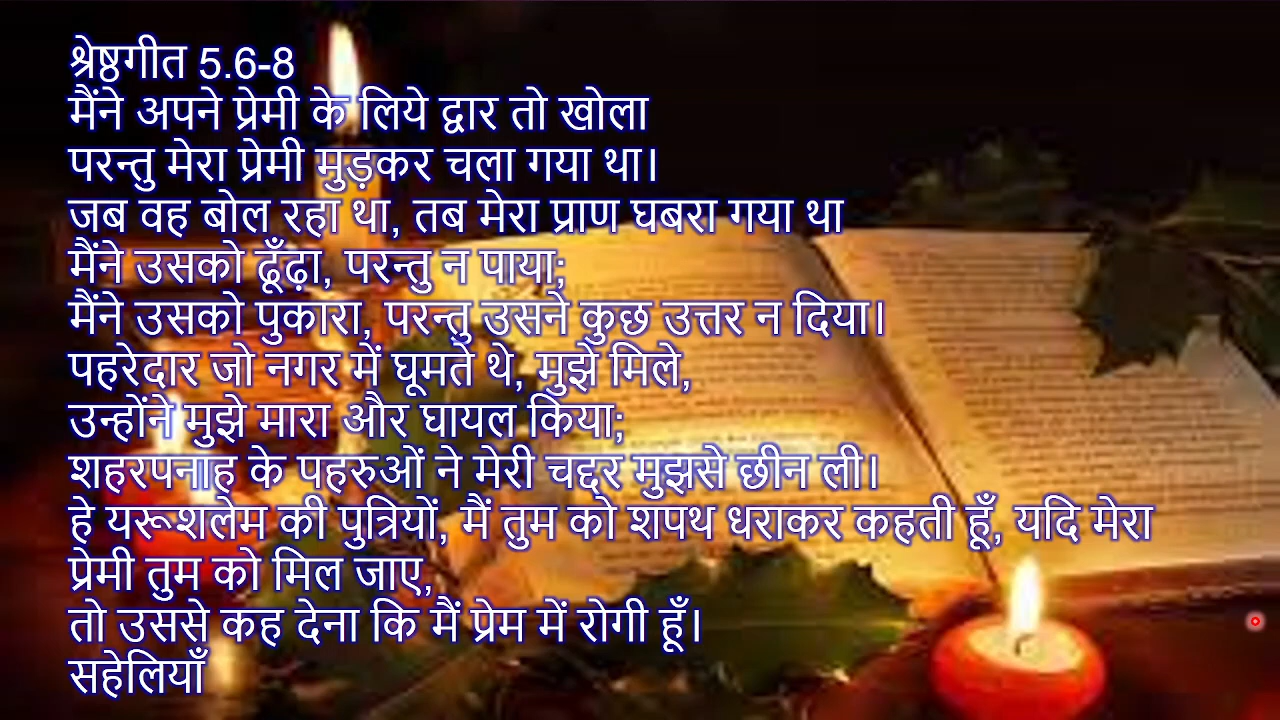 श्रेष्ठगीत 5.6-8
मैंने अपने प्रेमी के लिये द्वार तो खोला
परन्तु मेरा प्रेमी मुड़कर चला गया था।
जब वह बोल रहा था, तब मेरा प्राण घबरा गया था
मैंने उसको ढूँढ़ा, परन्तु न पाया;
मैंने उसको पुकारा, परन्तु उसने कुछ उत्तर न दिया।
पहरेदार जो नगर में घूमते थे, मुझे मिले,
उन्होंने मुझे मारा और घायल किया;
शहरपनाह के पहरुओं ने मेरी चद्दर मुझसे छीन ली।
हे यरूशलेम की पुत्रियों, मैं तुम को शपथ धराकर कहती हूँ, यदि मेरा
प्रेमी तुम को मिल जाए,
तो उससे कह देना कि मैं प्रेम में रोगी हूँ।
सहेलियाँ